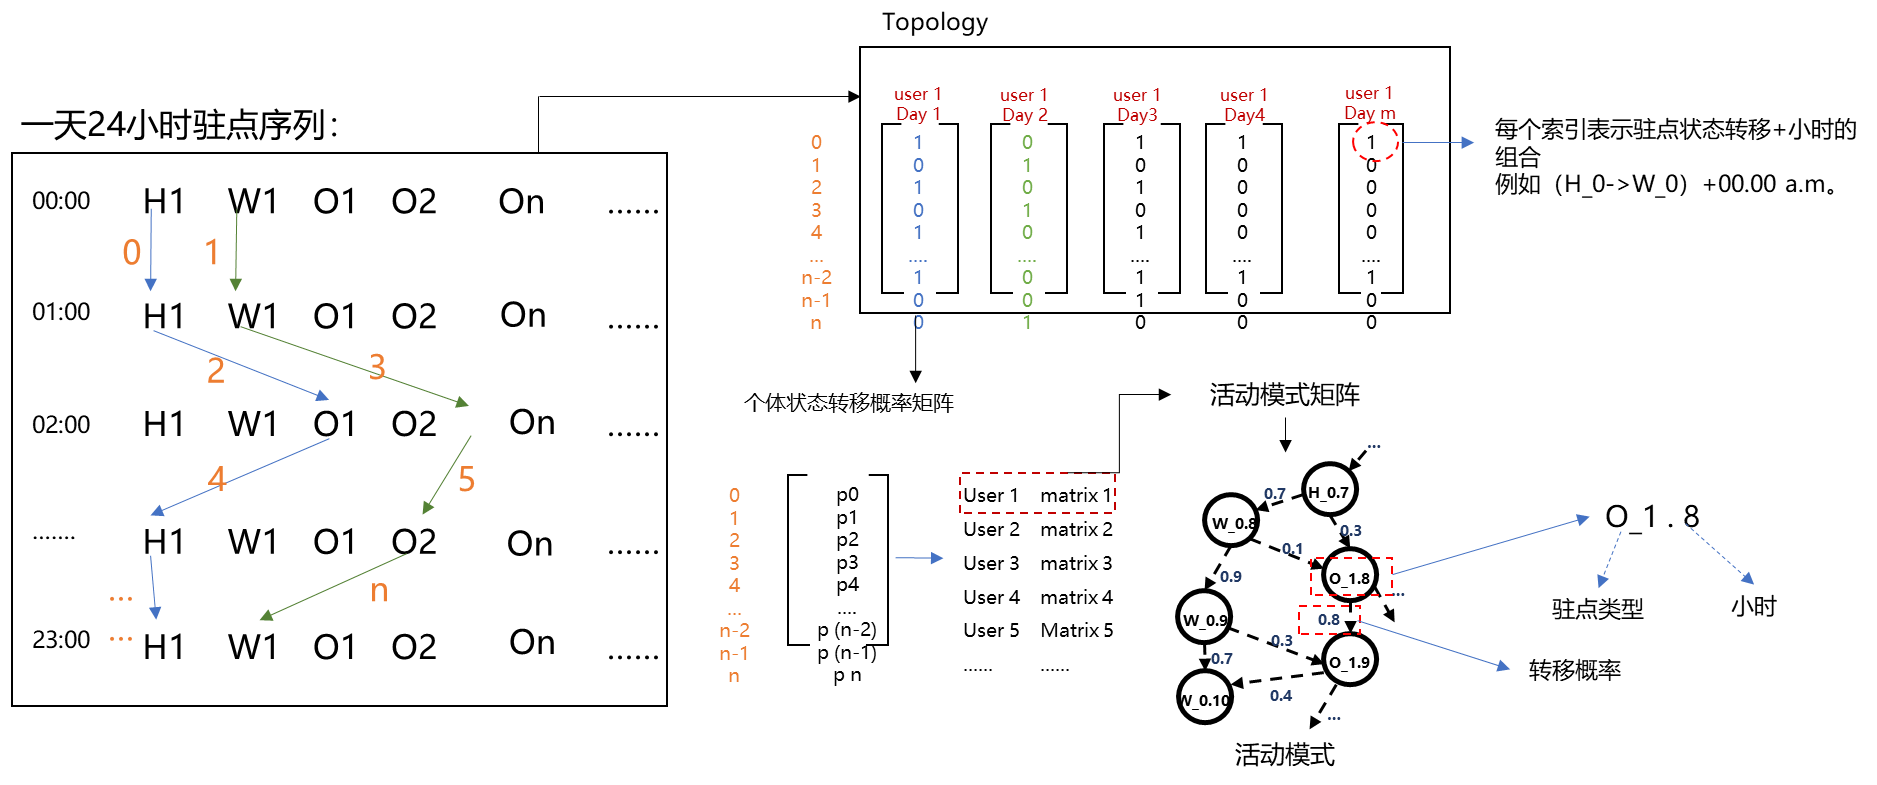 Topology
一天24小时驻点序列：
00:00 H1 W1 O1 O2 On ......
0 1
01:00 H1 W1 O1 O2 On ......
2 3
02:00 H1 W1 O1 O2 On ......
4 5
....... H1 W1 O1 O2 On ......
... n
23:00 ... H1 W1 O1 O2 On ......
user 1 user 1 user 1 user 1 user 1
Day 1 Day 2 Day3 Day4 Day m
0 1 0 1 1 1
1 0 1 0 0 0
2 1 0 1 0 0
3 0 1 0 0 0
4 1 0 1 0 0
... .... .... .... .... ....
n-2 1 0 1 1 1
n-1 0 0 1 0 0
n 0 1 0 0 0
每个索引表示驻点状态转移+小时的
组合
例如（H_0->W_0）+00.00 a.m。
个体状态转移概率矩阵
0 p0
1 p1
2 p2
3 p3
4 p4
... ....
n-2 p (n-2)
n-1 p (n-1)
n p n
User 1 matrix 1
User 2 matrix 2
User 3 matrix 3
User 4 matrix 4
User 5 Matrix 5
...... ......
活动模式矩阵
...
H_0.7
0.7
W_0.8
0.3
0.1
O_1.8
0.9
...
W_0.9
0.8
0.3
0.7
O_1.9
W_0.10
0.4
...
活动模式
O_1.8
驻点类型
小时
转移概率